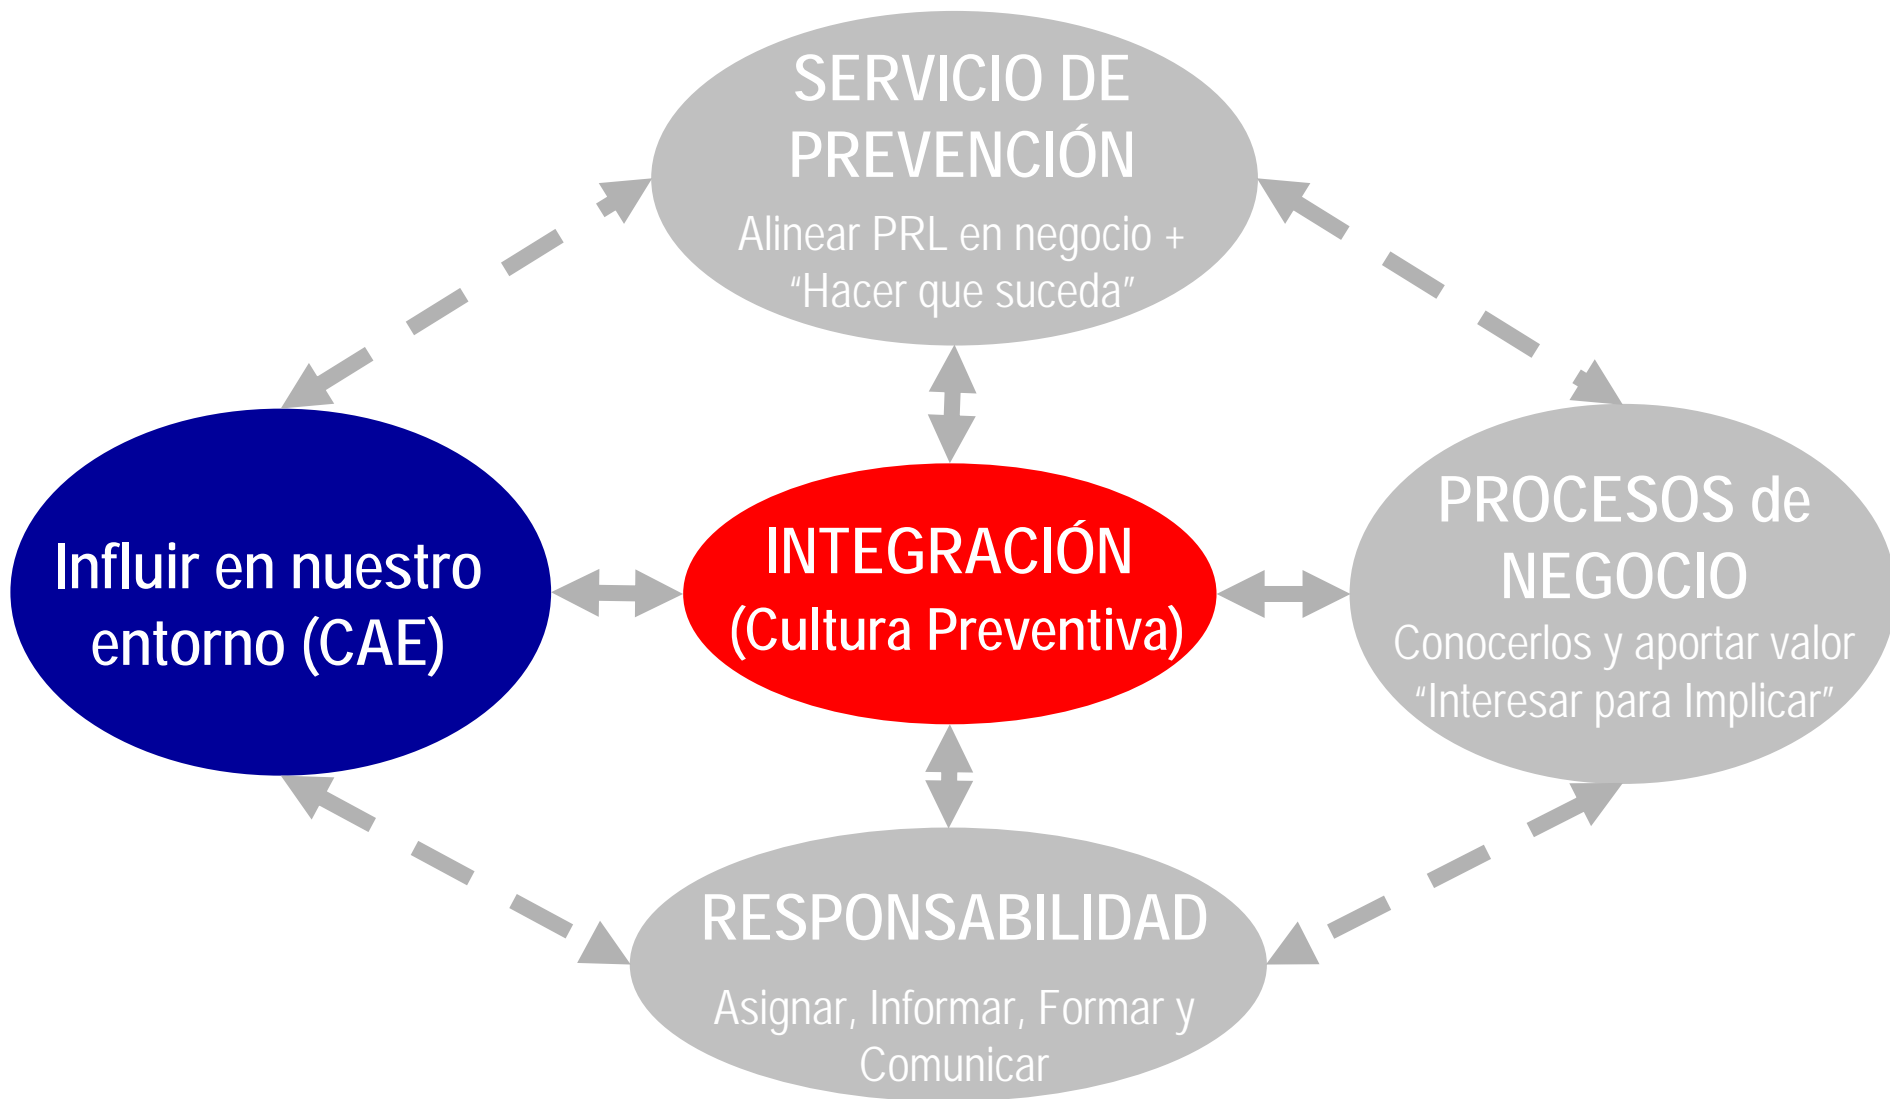 SERVICIO DE
PREVENCIÓN
Alinear PRL en negocio +
“Hacer que suceda”
Influir en nuestro
entorno (CAE)
INTEGRACIÓN
(Cultura Preventiva)
PROCESOS de
NEGOCIO
Conocerlos y aportar valor
“Interesar para Implicar”
RESPONSABILIDAD
Asignar, Informar, Formar y
Comunicar